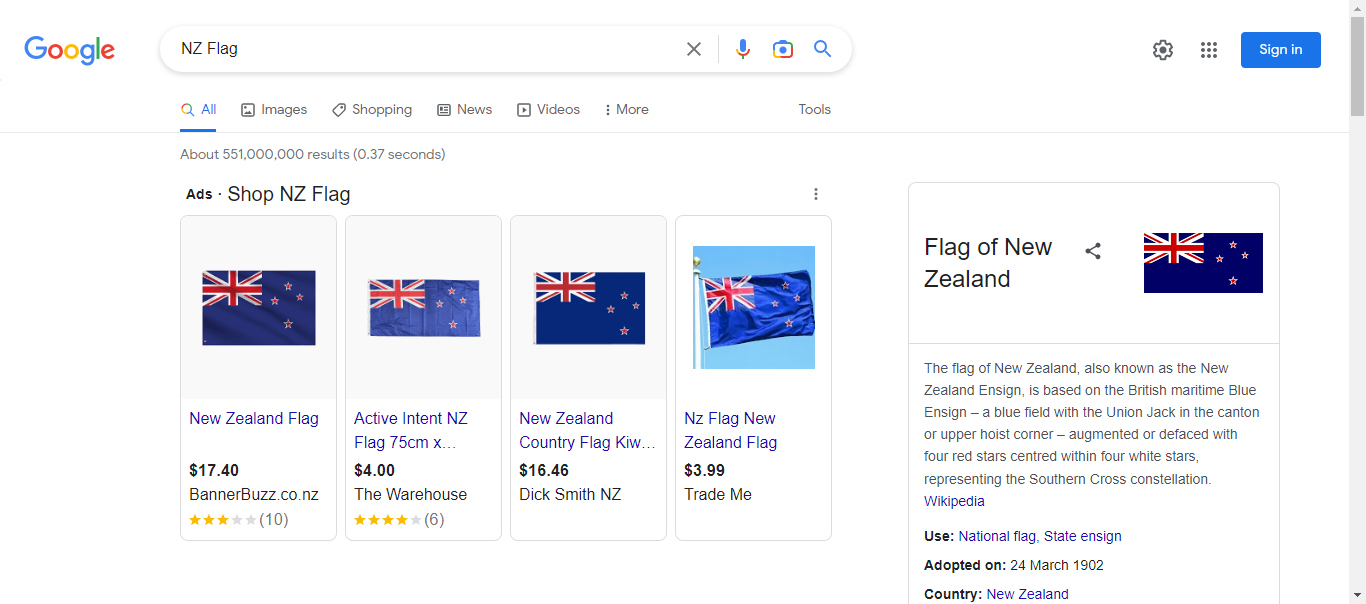 Google
NZ Flag
Sign in
All
Images
Shopping
News
Videos
More
Tools
About 551,000,000 results (0.37 seconds)
Ads · Shop NZ Flag
New Zealand Flag
$17.40
BannerBuzz.co.nz
(10)
Active Intent NZ
Flag 75cm x...
$4.00
The Warehouse
(6)
New Zealand
Country Flag Kiw...
$16.46
Dick Smith NZ
Nz Flag New
Zealand Flag
$3.99
Trade Me
Flag of New
Zealand
The flag of New Zealand, also known as the New
Zealand Ensign, is based on the British maritime Blue
Ensign – a blue field with the Union Jack in the canton
or upper hoist corner – augmented or defaced with
four red stars centred within four white stars,
representing the Southern Cross constellation.
Wikipedia
Use: National flag, State ensign
Adopted on: 24 March 1902
Country: New Zealand